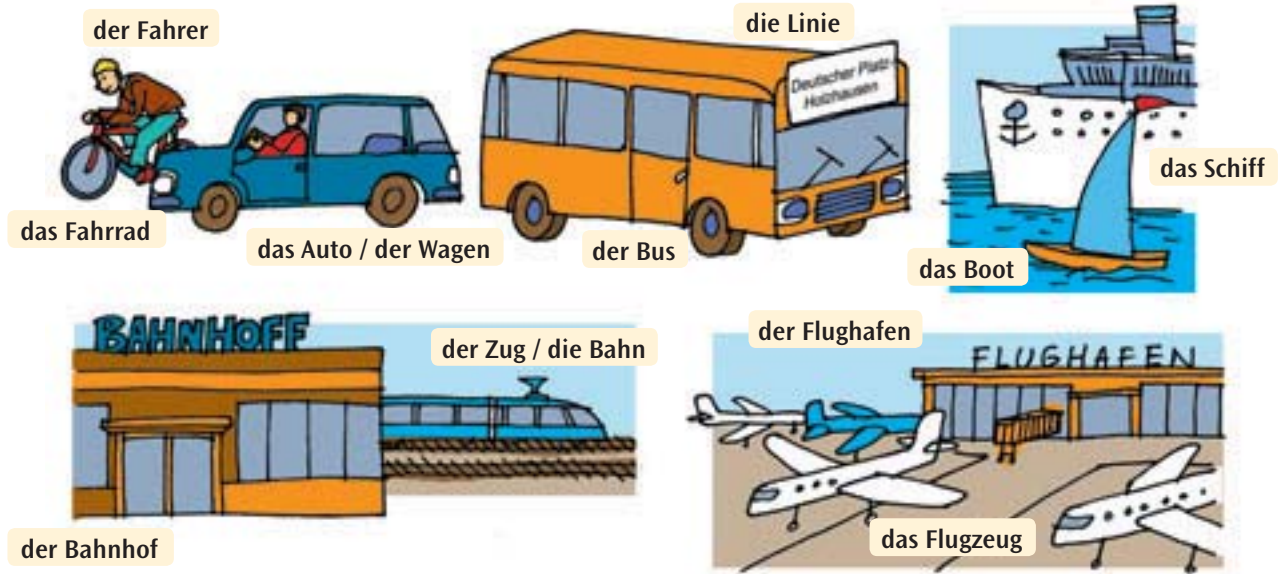 der Fahrer
die Linie
Deutscher Platz-
Holzhausen
das Schiff
das Fahrrad
das Auto / der Wagen
der Bus
das Boot
BAHNHOFF
der Zug / die Bahn
der Flughafen
FLUGHAFEN
der Bahnhof
das Flugzeug